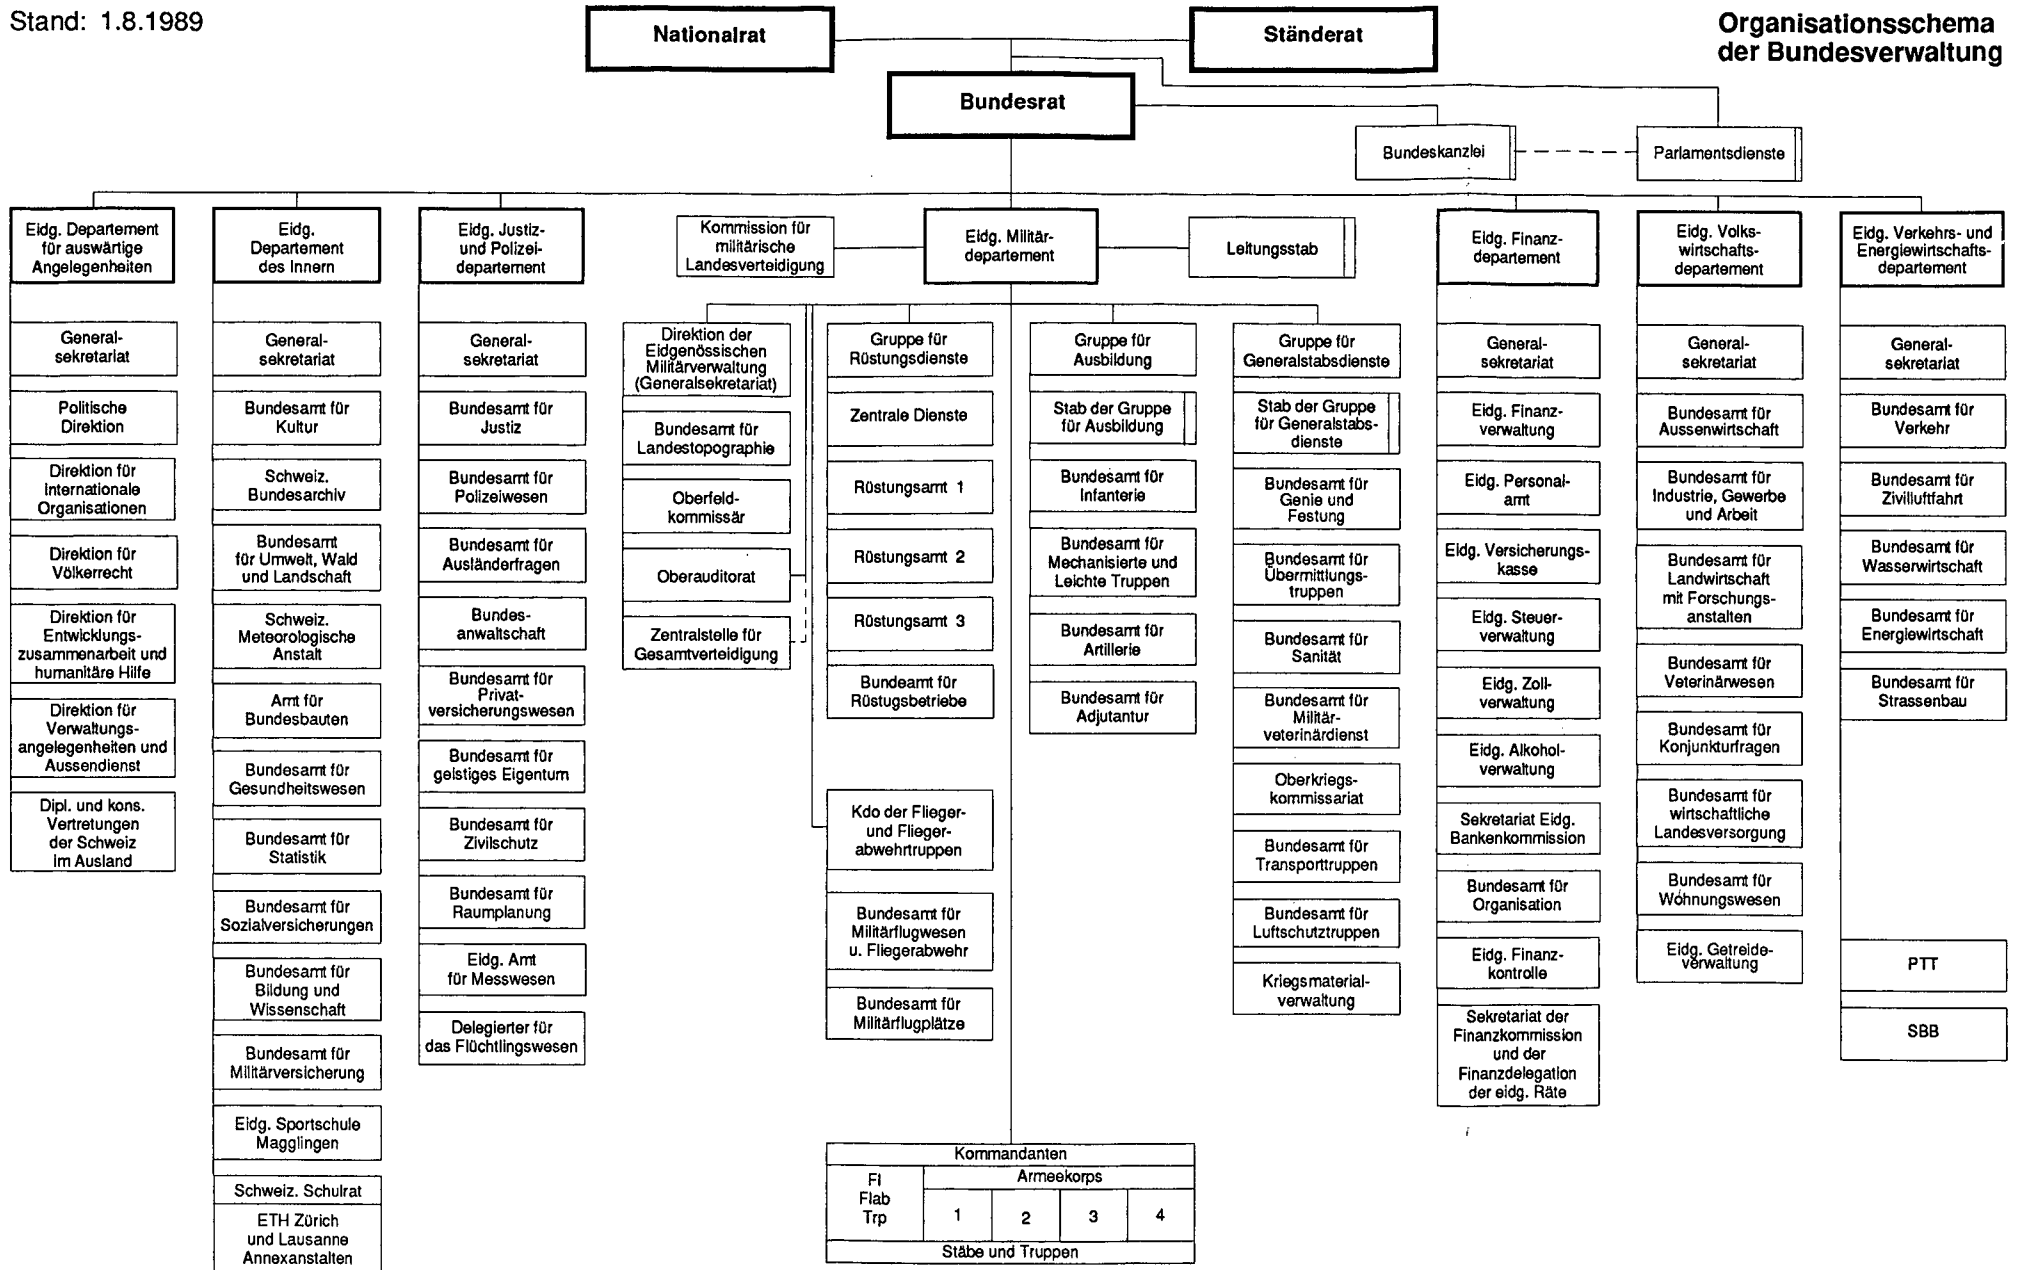 Stand: 1.8.1989
Organisationsschema
der Bundesverwaltung
Nationalrat
Ständerat
Bundesrat
Bundeskanzlei
Parlamentsdienste
Eidg. Departement
für auswärtige
Angelegenheiten
General-
sekretariat
Politische
Direktion
Direktion für
Internationale
Organisationen
Direktion für
Völkerrecht
Direktion für
Entwicklungs-
zusammenarbeit und
humanitäre Hilfe
Direktion für
Verwaltungs-
angelegenheiten und
Aussendienst
Dipl. und kons.
Vertretungen
der Schweiz
im Ausland
Eidg.
Departement
des Innern
General-
sekretariat
Bundesamt für
Kultur
Schweiz.
Bundesarchiv
Bundesamt
für Umwelt, Wald
und Landschaft
Schweiz.
Meteorologische
Anstalt
Amt für
Bundesbauten
Bundesamt für
Gesundheitswesen
Bundesamt für
Statistik
Bundesamt für
Sozialversicherungen
Bundesamt für
Bildung und
Wissenschaft
Bundesamt für
Militärversicherung
Eidg. Sportschule
Magglingen
Schweiz. Schulrat
ETH Zürich
und Lausanne
Annexanstalten
Eidg. Justiz-
und Polizei-
departement
General-
sekretariat
Bundesamt für
Justiz
Bundesamt für
Polizeiwesen
Bundesamt für
Ausländerfragen
Bundes-
anwaltschaft
Bundesamt für
Privat-
versicherungswesen
Bundesamt für
geistiges Eigentum
Bundesamt für
Zivilschutz
Bundesamt für
Raumplanung
Eidg. Amt
für Messwesen
Delegierter für
das Flüchtlingswesen
Kommission für
militärische
Landesverteidigung
Eidg. Militär-
departement
Leitungsstab
Direktion der
Eidgenössischen
Militärverwaltung
(Generalsekretariat)
Bundesamt für
Landestopographie
Oberfeld-
kommissär
Oberauditorat
Zentralstelle für
Gesamtverteidigung
Gruppe für
Rüstungsdienste
Zentrale Dienste
Rüstungsamt 1
Rüstungsamt 2
Rüstungsamt 3
Bundeamt für
Rüstugsbetriebe
Kdo der Flieger-
und Flieger-
abwehrtruppen
Bundesamt für
Militärflugwesen
u. Fliegerabwehr
Bundesamt für
Militärflugplätze
Gruppe für
Ausbildung
Stab der Gruppe
für Ausbildung
Bundesamt für
Infanterie
Bundesamt für
Mechanisierte und
Leichte Truppen
Bundesamt für
Artillerie
Bundesamt für
Adjutantur
Gruppe für
Generalstabsdienste
Stab der Gruppe
für Generalstabs-
dienste
Bundesamt für
Genie und
Festung
Bundesamt für
Übermittlungs-
truppen
Bundesamt für
Sanität
Bundesamt für
Militär-
veterinärdienst
Oberkriegs-
kommissariat
Bundesamt für
Transporttruppen
Bundesamt für
Luftschutztruppen
Kriegsmaterial-
verwaltung
Kommandanten
Fl
Flab
Trp
Armeekorps
1 2 3 4
Stäbe und Truppen
Eidg. Finanz-
departement
General-
sekretariat
Eidg. Finanz-
verwaltung
Eidg. Personal-
amt
Eidg. Versicherungs-
kasse
Eidg. Steuer-
verwaltung
Eidg. Zoll-
verwaltung
Eidg. Alkohol-
verwaltung
Sekretariat Eidg.
Bankenkommission
Bundesamt für
Organisation
Eidg. Finanz-
kontrolle
Sekretariat der
Finanzkommission
und der
Finanzdelegation
der eidg. Räte
Eidg. Volks-
wirtschafts-
departement
General-
sekretariat
Bundesamt für
Aussenwirtschaft
Bundesamt für
Industrie, Gewerbe
und Arbeit
Bundesamt für
Landwirtschaft
mit Forschungs-
anstalten
Bundesamt für
Veterinärwesen
Bundesamt für
Konjunkturfragen
Bundesamt für
wirtschaftliche
Landesversorgung
Bundesamt für
Wohnungswesen
Eidg. Getreide-
verwaltung
Eidg. Verkehrs- und
Energiewirtschafts-
departement
General-
sekretariat
Bundesamt für
Verkehr
Bundesamt für
Zivilluftfahrt
Bundesamt für
Wasserwirtschaft
Bundesamt für
Energiewirtschaft
Bundesamt für
Strassenbau
PTT
SBB